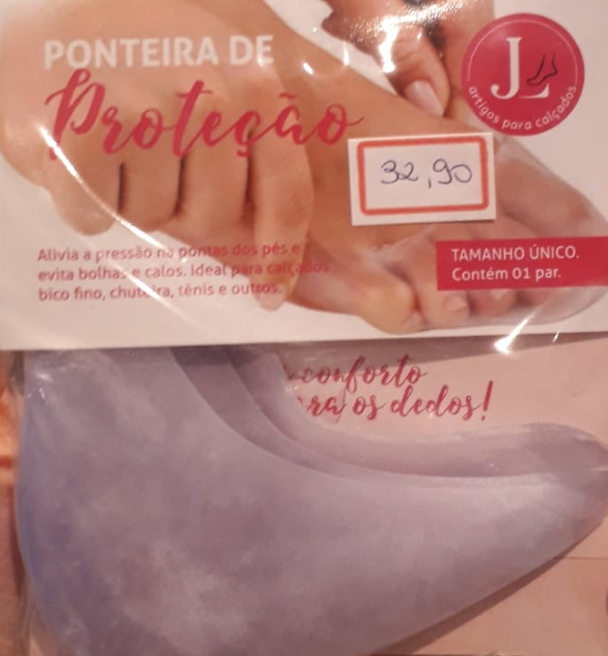 PONTEIRA DE
Proteção
JL
artigos para calçados
32,90
Alivia a pressão na pontas dos pés e
evita bolhas e calos. Ideal para calçados
bico fino, chuteira, tênis e outros.
TAMANHO ÚNICO.
Contém 01 par.
conforto
os dedos!